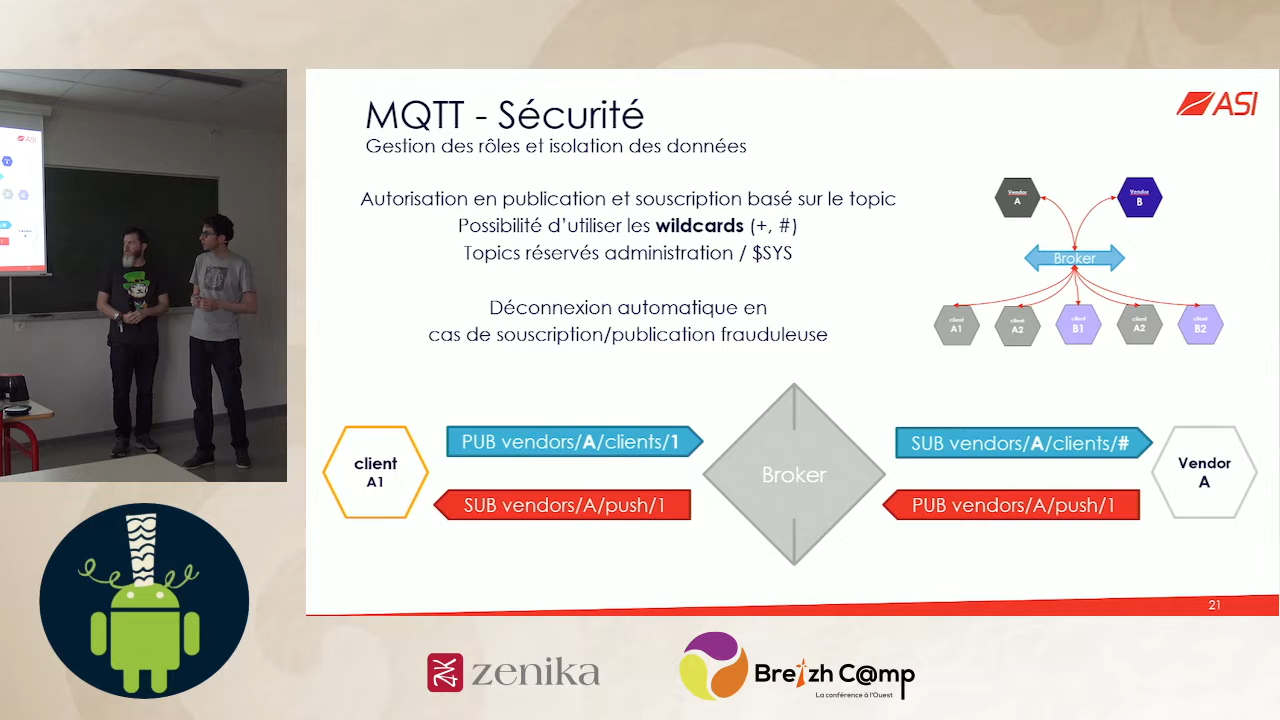 MQTT - Sécurité
Gestion des rôles et isolation des données
ASI
Autorisation en publication et souscription basé sur le topic
Possibilité d’utiliser les wildcards (+, #)
Topics réservés administration / $SYS
Déconnexion automatique en
cas de souscription/publication frauduleuse
Vendor
A
Vendor
B
Broker
client
A1
client
A2
client
B1
client
A2
client
B2
client
A1
PUB vendors/A/clients/1
SUB vendors/A/push/1
Broker
SUB vendors/A/clients/#
PUB vendors/A/push/1
Vendor
A
21
zenika
Breizh C@mp
La conférence à l'Ouest